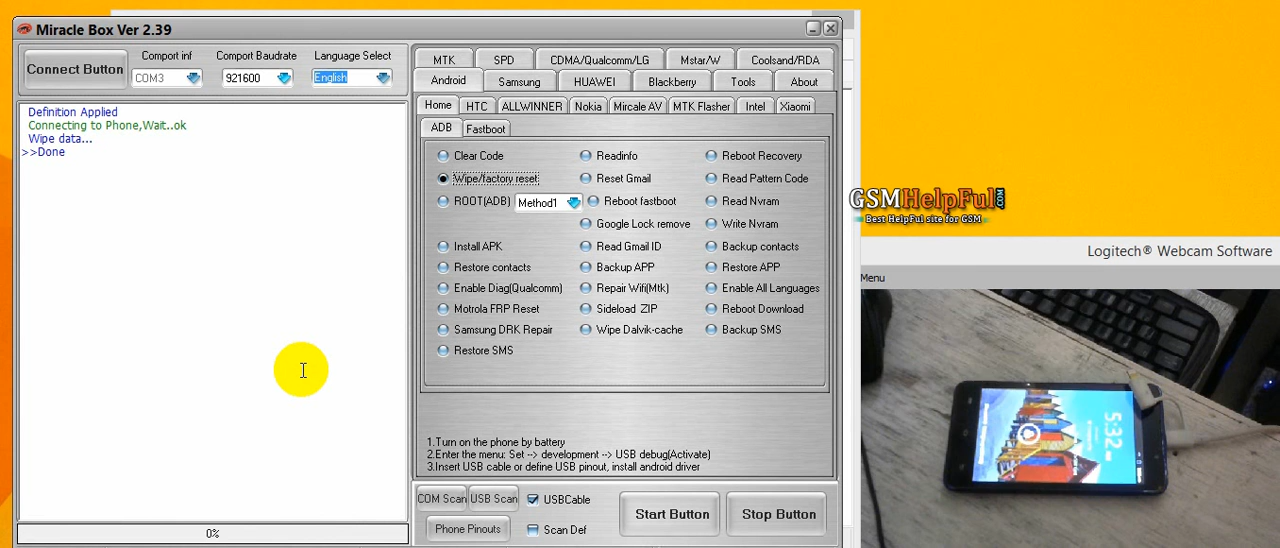 Miracle Box Ver 2.39
Connect Button
Comport inf
Comport Baudrate
Language Select
COM3
921600
English
Definition Applied
Connecting to Phone,Wait..ok
Wipe data...
>>Done
0%
MTK
SPD
CDMA/Qualcomm/LG
Mstar/W
Coolsand/RDA
Android
Samsung
HUAWEI
Blackberry
Tools
About
Home
HTC
ALLWINNER
Nokia
Mircale AV
MTK Flasher
Intel
Xiaomi
ADB
Fastboot
Clear Code
Readinfo
Reboot Recovery
Wipe/factory reset
Reset Gmail
Read Pattern Code
ROOT(ADB)
Method1
Reboot fastboot
Read Nvram
Google Lock remove
Write Nvram
Install APK
Read Gmail ID
Backup contacts
Restore contacts
Backup APP
Restore APP
Enable Diag(Qualcomm)
Repair Wifi(Mtk)
Enable All Languages
Motrola FRP Reset
Sideload ZIP
Reboot Download
Samsung DRK Repair
Wipe Dalvik-cache
Backup SMS
Restore SMS
1.Turn on the phone by battery
2.Enter the menu: Set --> development --> USB debug(Activate)
3.Insert USB cable or define USB pinout, install android driver
COM Scan
USB Scan
USBCable
Start Button
Stop Button
Phone Pinouts
Scan Def
GSMHelpFul.COM
Best HelpFul site for GSM
Logitech® Webcam Software
Menu
5:32